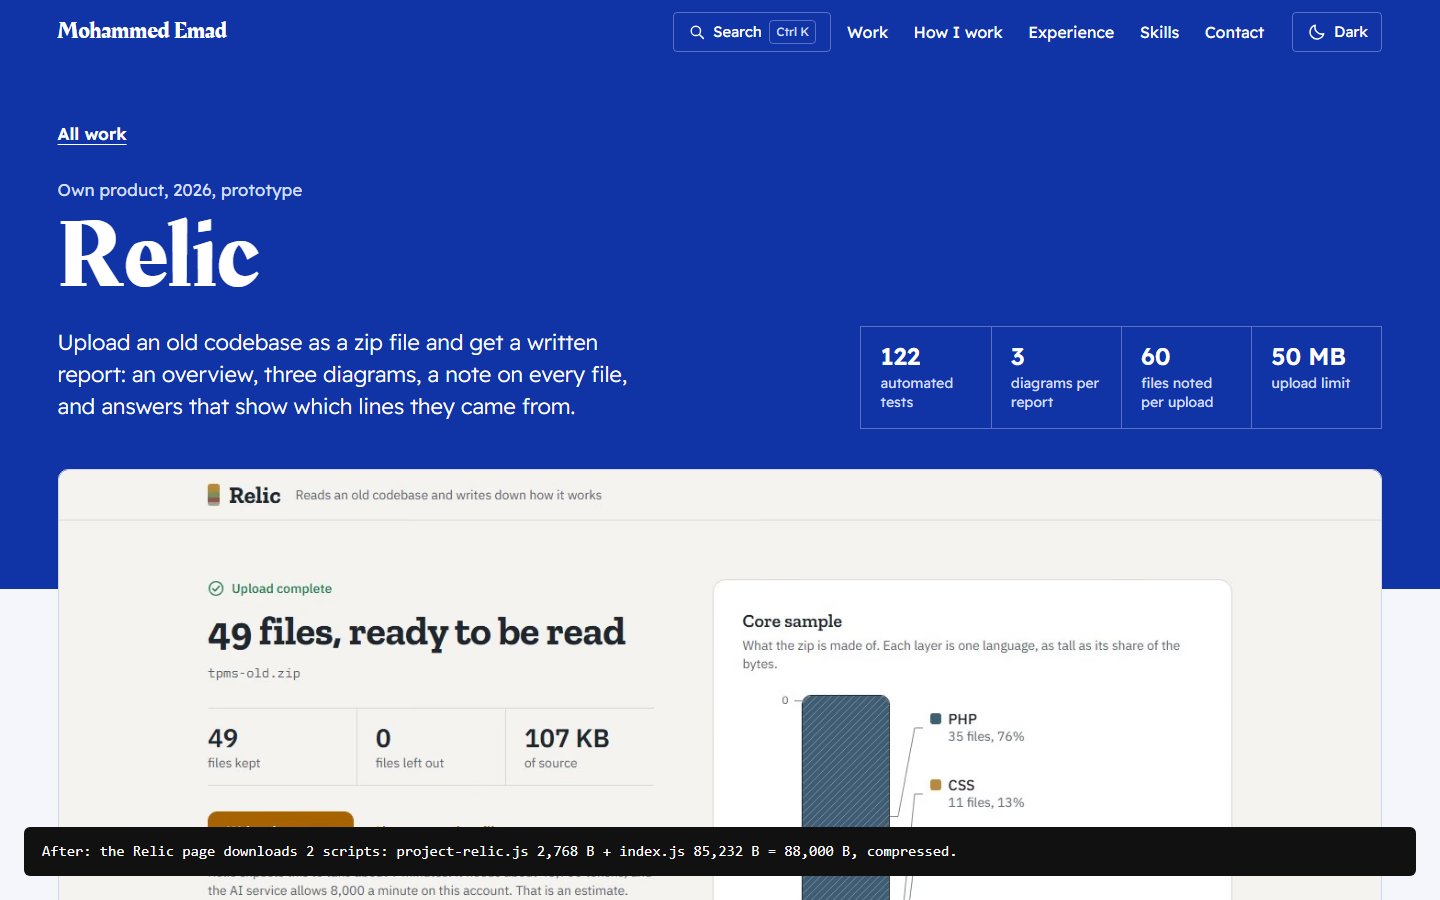 Mohammed Emad
Search Ctrl K
Work
How I work
Experience
Skills
Contact
Dark
All work
Own product, 2026, prototype
Relic
Upload an old codebase as a zip file and get a written
report: an overview, three diagrams, a note on every file,
and answers that show which lines they came from.
122
automated
tests
3
diagrams per
report
60
files noted
per upload
50 MB
upload limit
Relic
Reads an old codebase and writes down how it works
Upload complete
49 files, ready to be read
tpms-old.zip
49
files kept
0
files left out
107 KB
of source
Core sample
What the zip is made of. Each layer is one language, as tall as its share of the
bytes.
0
PHP
35 files, 76%
CSS
11 files, 13%
After: the Relic page downloads 2 scripts: project-relic.js 2,768 B + index.js 85,232 B = 88,000 B, compressed.
the AI service allows 8,000 a minute on this account. That is an estimate.